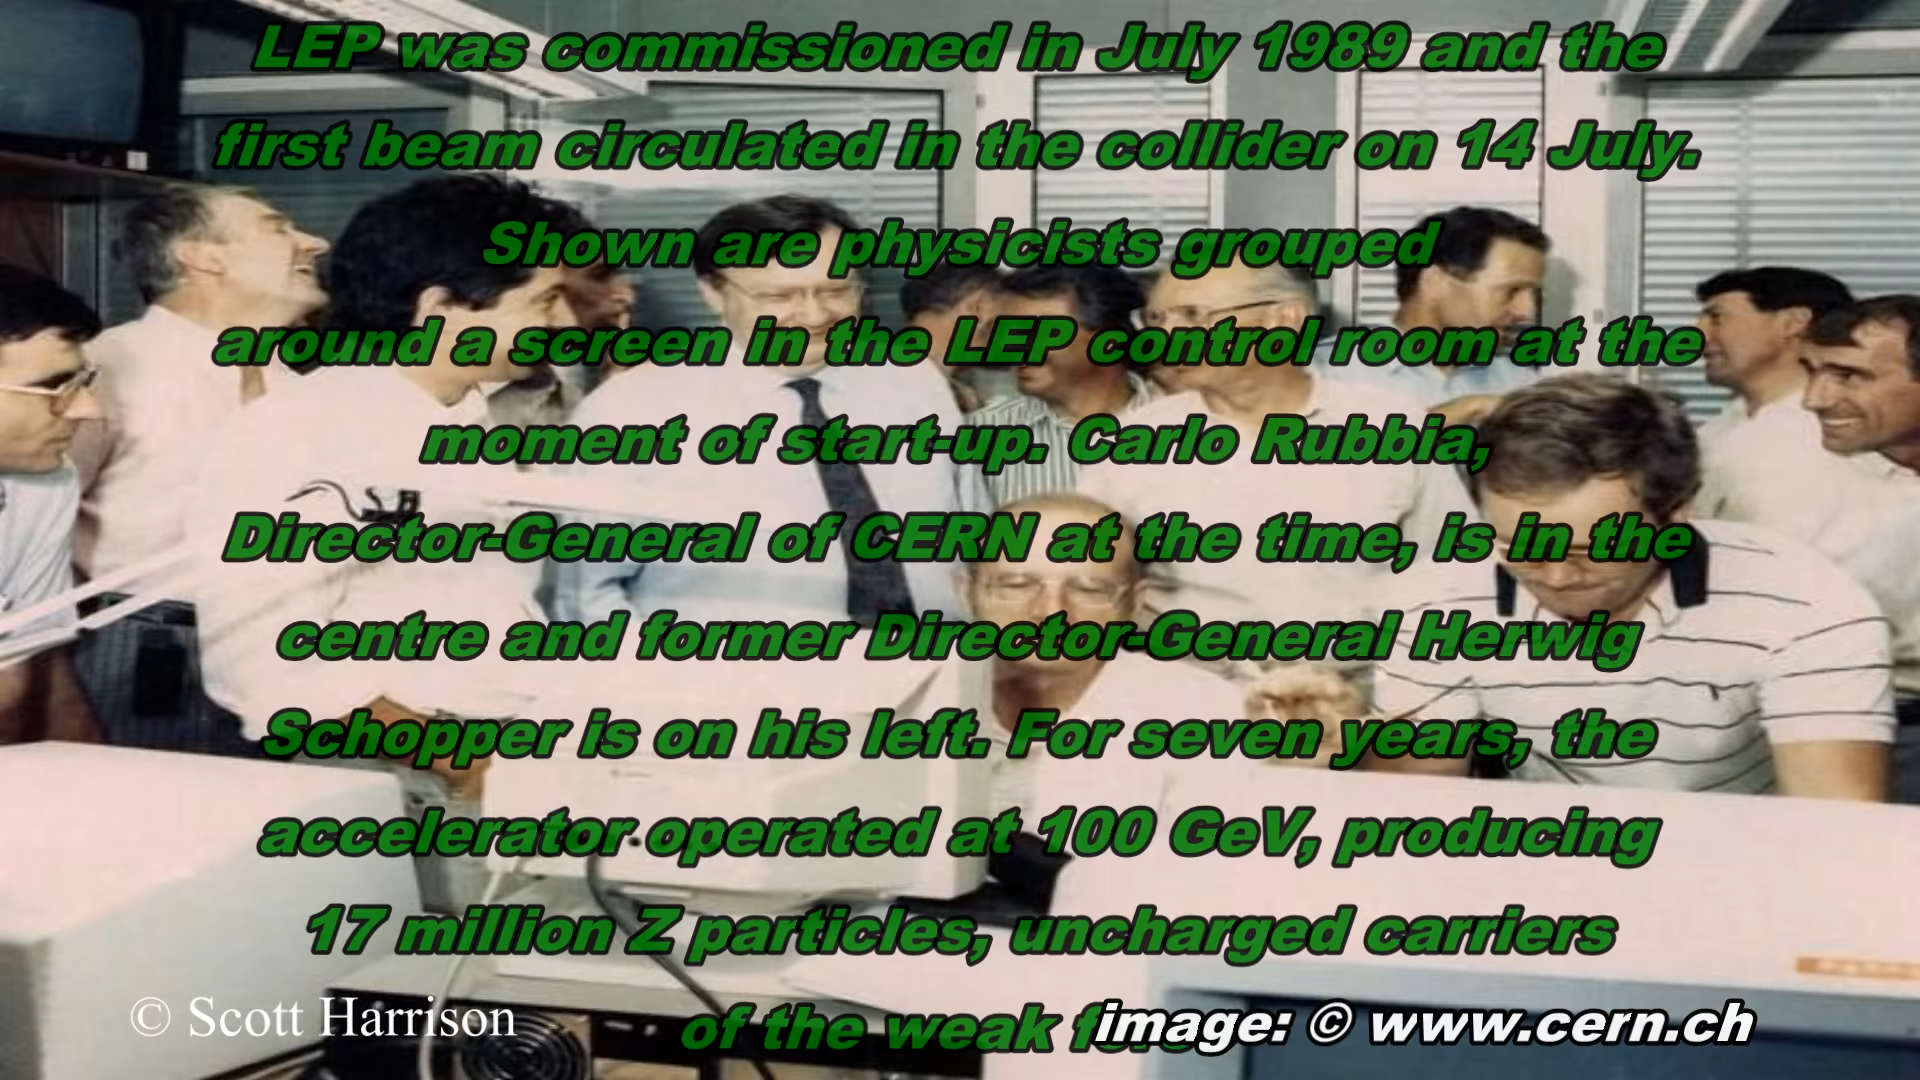 LEP was commissioned in July 1989 and the
first beam circulated in the collider on 14 July.
Shown are physicists grouped
around a screen in the LEP control room at the
moment of start-up. Carlo Rubbia,
Director-General of CERN at the time, is in the
centre and former Director-General Herwig
Schopper is on his left. For seven years, the
accelerator operated at 100 GeV, producing
17 million Z particles, uncharged carriers
of the weak
image: © www.cern.ch
© Scott Harrison